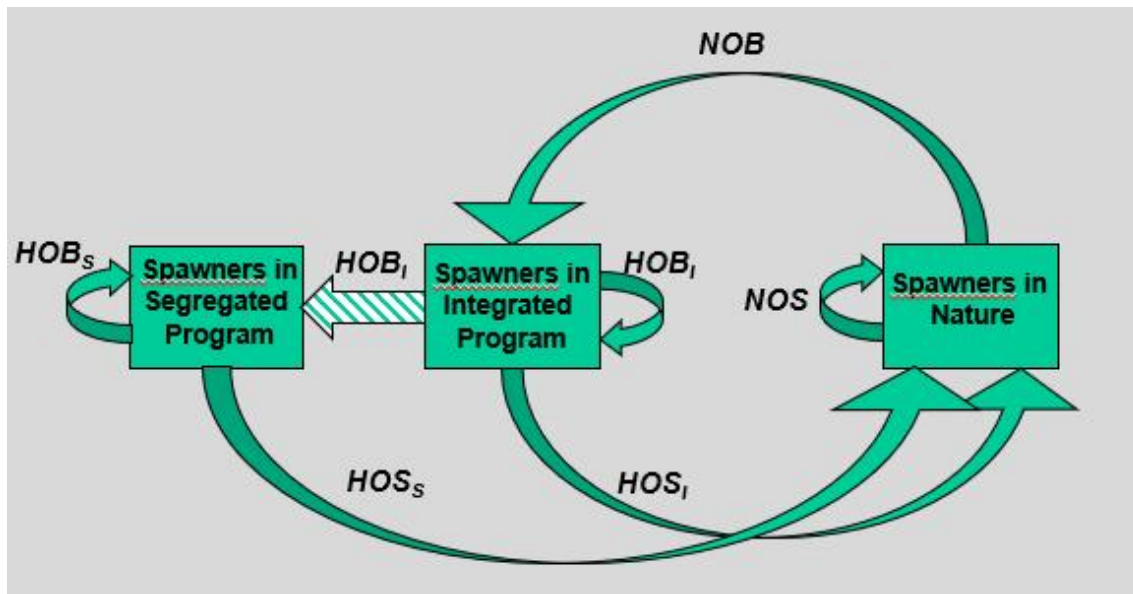 NOB
HOBS
Spawners in
Segregated
Program
HOBI
Spawners in
Integrated
Program
HOBI
NOS
Spawners in
Nature
HOSS
HOSI